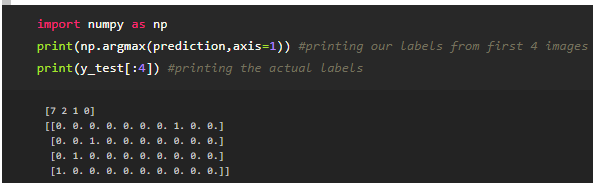 import numpy as np
print(np.argmax(prediction,axis=1)) #printing our labels from first 4 images
print(y_test[:4]) #printing the actual labels
[7 2 1 0]
[[0. 0. 0. 0. 0. 0. 0. 1. 0. 0.]
[0. 0. 1. 0. 0. 0. 0. 0. 0. 0.]
[0. 1. 0. 0. 0. 0. 0. 0. 0. 0.]
[1. 0. 0. 0. 0. 0. 0. 0. 0. 0.]]